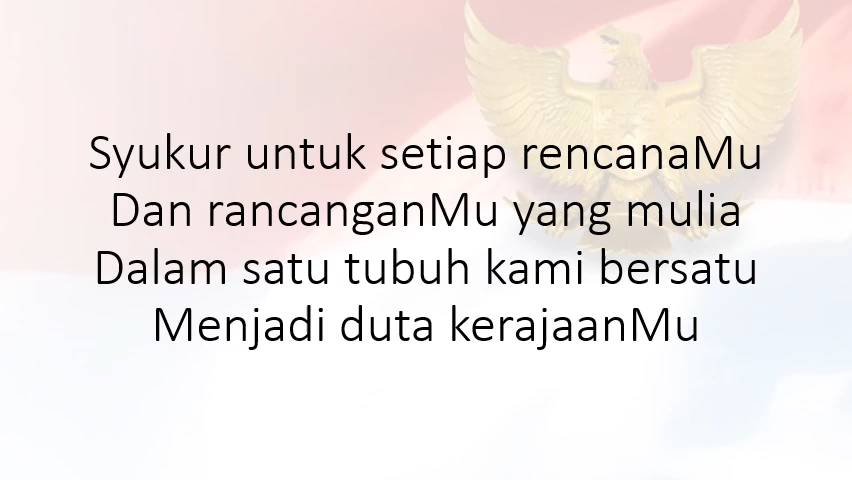 Syukur untuk setiap rencanaMu
Dan rancanganMu yang mulia
Dalam satu tubuh kami bersatu
Menjadi duta kerajaanMu